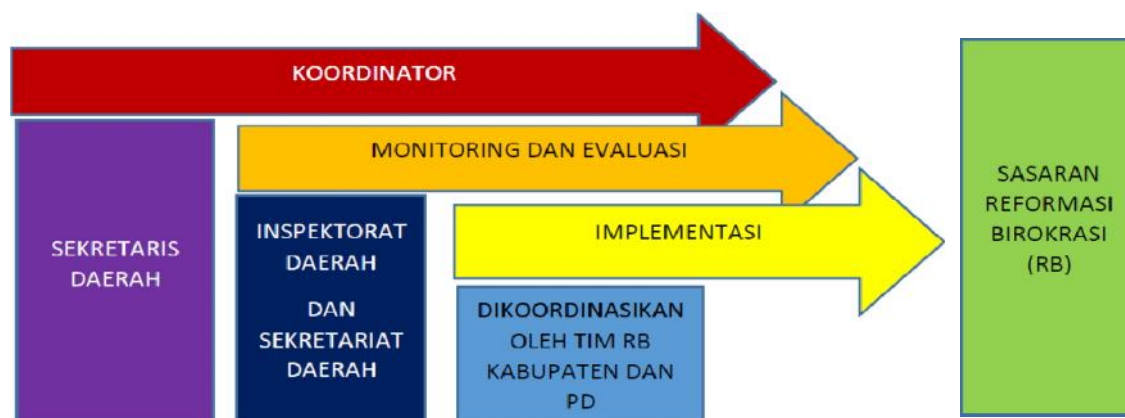 KOORDINATOR
MONITORING DAN EVALUASI
IMPLEMENTASI
SEKRETARIS
DAERAH
INSPEKTORAT
DAERAH
DAN
SEKRETARIAT
DAERAH
DIKOORDINASIKAN
OLEH TIM RB
KABUPATEN DAN
PD
SASARAN
REFORMASI
BIROKRASI
(RB)